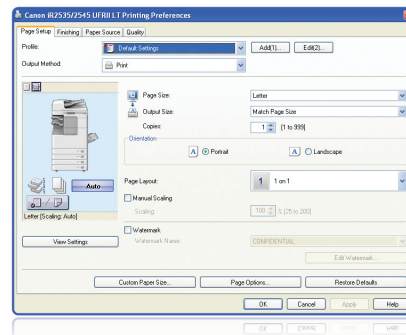 Canon iR2535/2545 UFRII LT Printing Preferences
Page Setup Finishing Paper Source Quality
Profile: Default Settings Add(1)... Edit(2)...
Output Method: Print
Page Size: Letter
Output Size: Match Page Size
Copies: 1 [1 to 999]
Orientation
A Portrait A Landscape
Auto
Page Layout: 1 1 on 1
Manual Scaling
Scaling: 100 % [25 to 200]
Letter [Scaling: Auto]
Watermark
View Settings Watermark Name: CONFIDENTIAL
Edit Watermark...
Custom Paper Size... Page Options... Restore Defaults
OK Cancel Apply Help